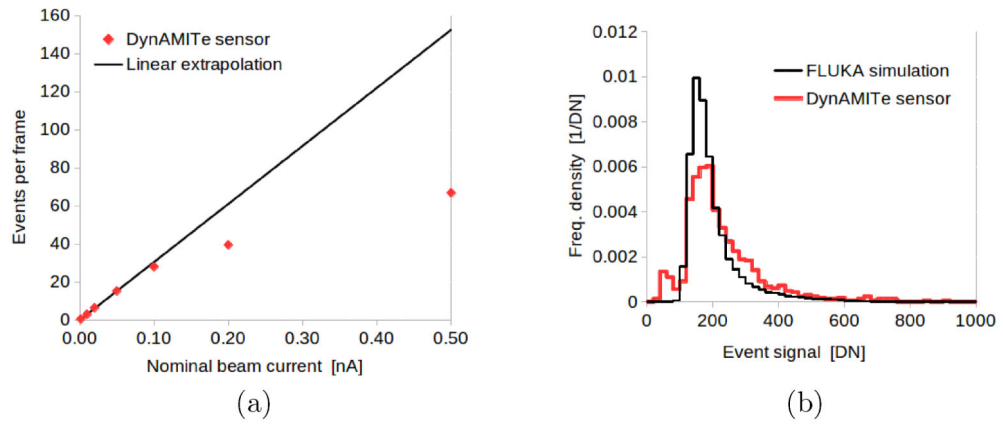 160
140
120
100
80
60
40
20
0
Events per frame
DynAMITe sensor
Linear extrapolation
0.00 0.10 0.20 0.30 0.40 0.50
Nominal beam current [nA]
(a)
0.012
0.01
0.008
0.006
0.004
0.002
0
Freq. density [1/DN]
FLUKA simulation
DynAMITe sensor
0 200 400 600 800 1000
Event signal [DN]
(b)